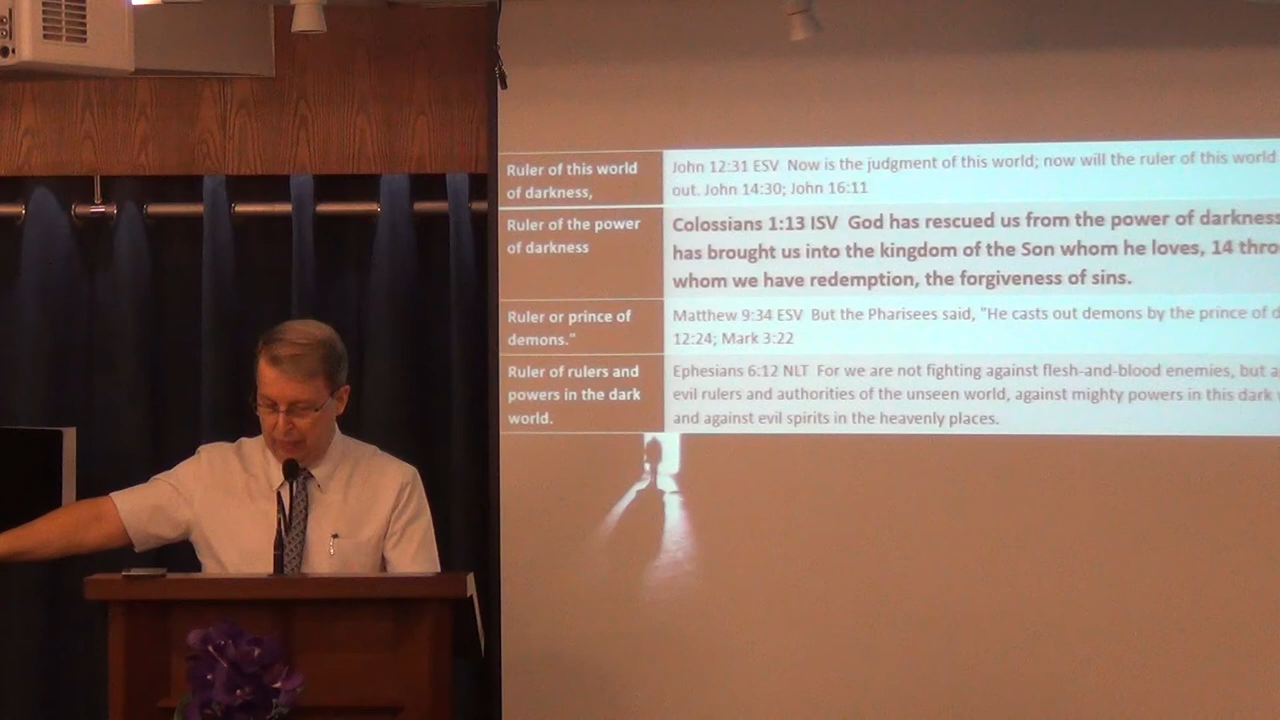 Ruler of this world
of darkness,
John 12:31 ESV Now is the judgment of this world; now will the ruler of this world
out. John 14:30; John 16:11
Ruler of the power
of darkness
Colossians 1:13 ISV God has rescued us from the power of darkness
has brought us into the kingdom of the Son whom he loves, 14 thro
whom we have redemption, the forgiveness of sins.
Ruler or prince of
demons."
Matthew 9:34 ESV But the Pharisees said, "He casts out demons by the prince of d
12:24; Mark 3:22
Ruler of rulers and
powers in the dark
world.
Ephesians 6:12 NLT For we are not fighting against flesh-and-blood enemies, but a
evil rulers and authorities of the unseen world, against mighty powers in this dark
and against evil spirits in the heavenly places.